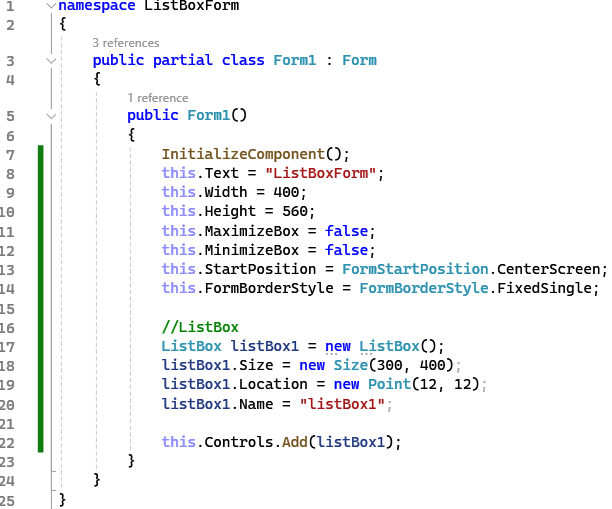 1 namespace ListBoxForm
2 {
3 references
3 public partial class Form1 : Form
4 {
1 reference
5 public Form1()
6 {
7 InitializeComponent();
8 this.Text = "ListBoxForm";
9 this.Width = 400;
10 this.Height = 560;
11 this.MaximizeBox = false;
12 this.MinimizeBox = false;
13 this.StartPosition = FormStartPosition.CenterScreen;
14 this.FormBorderStyle = FormBorderStyle.FixedSingle;
15
16 //ListBox
17 ListBox listBox1 = new ListBox();
18 listBox1.Size = new Size(300, 400);
19 listBox1.Location = new Point(12, 12);
20 listBox1.Name = "listBox1";
21
22 this.Controls.Add(listBox1);
23 }
24 }
25 }